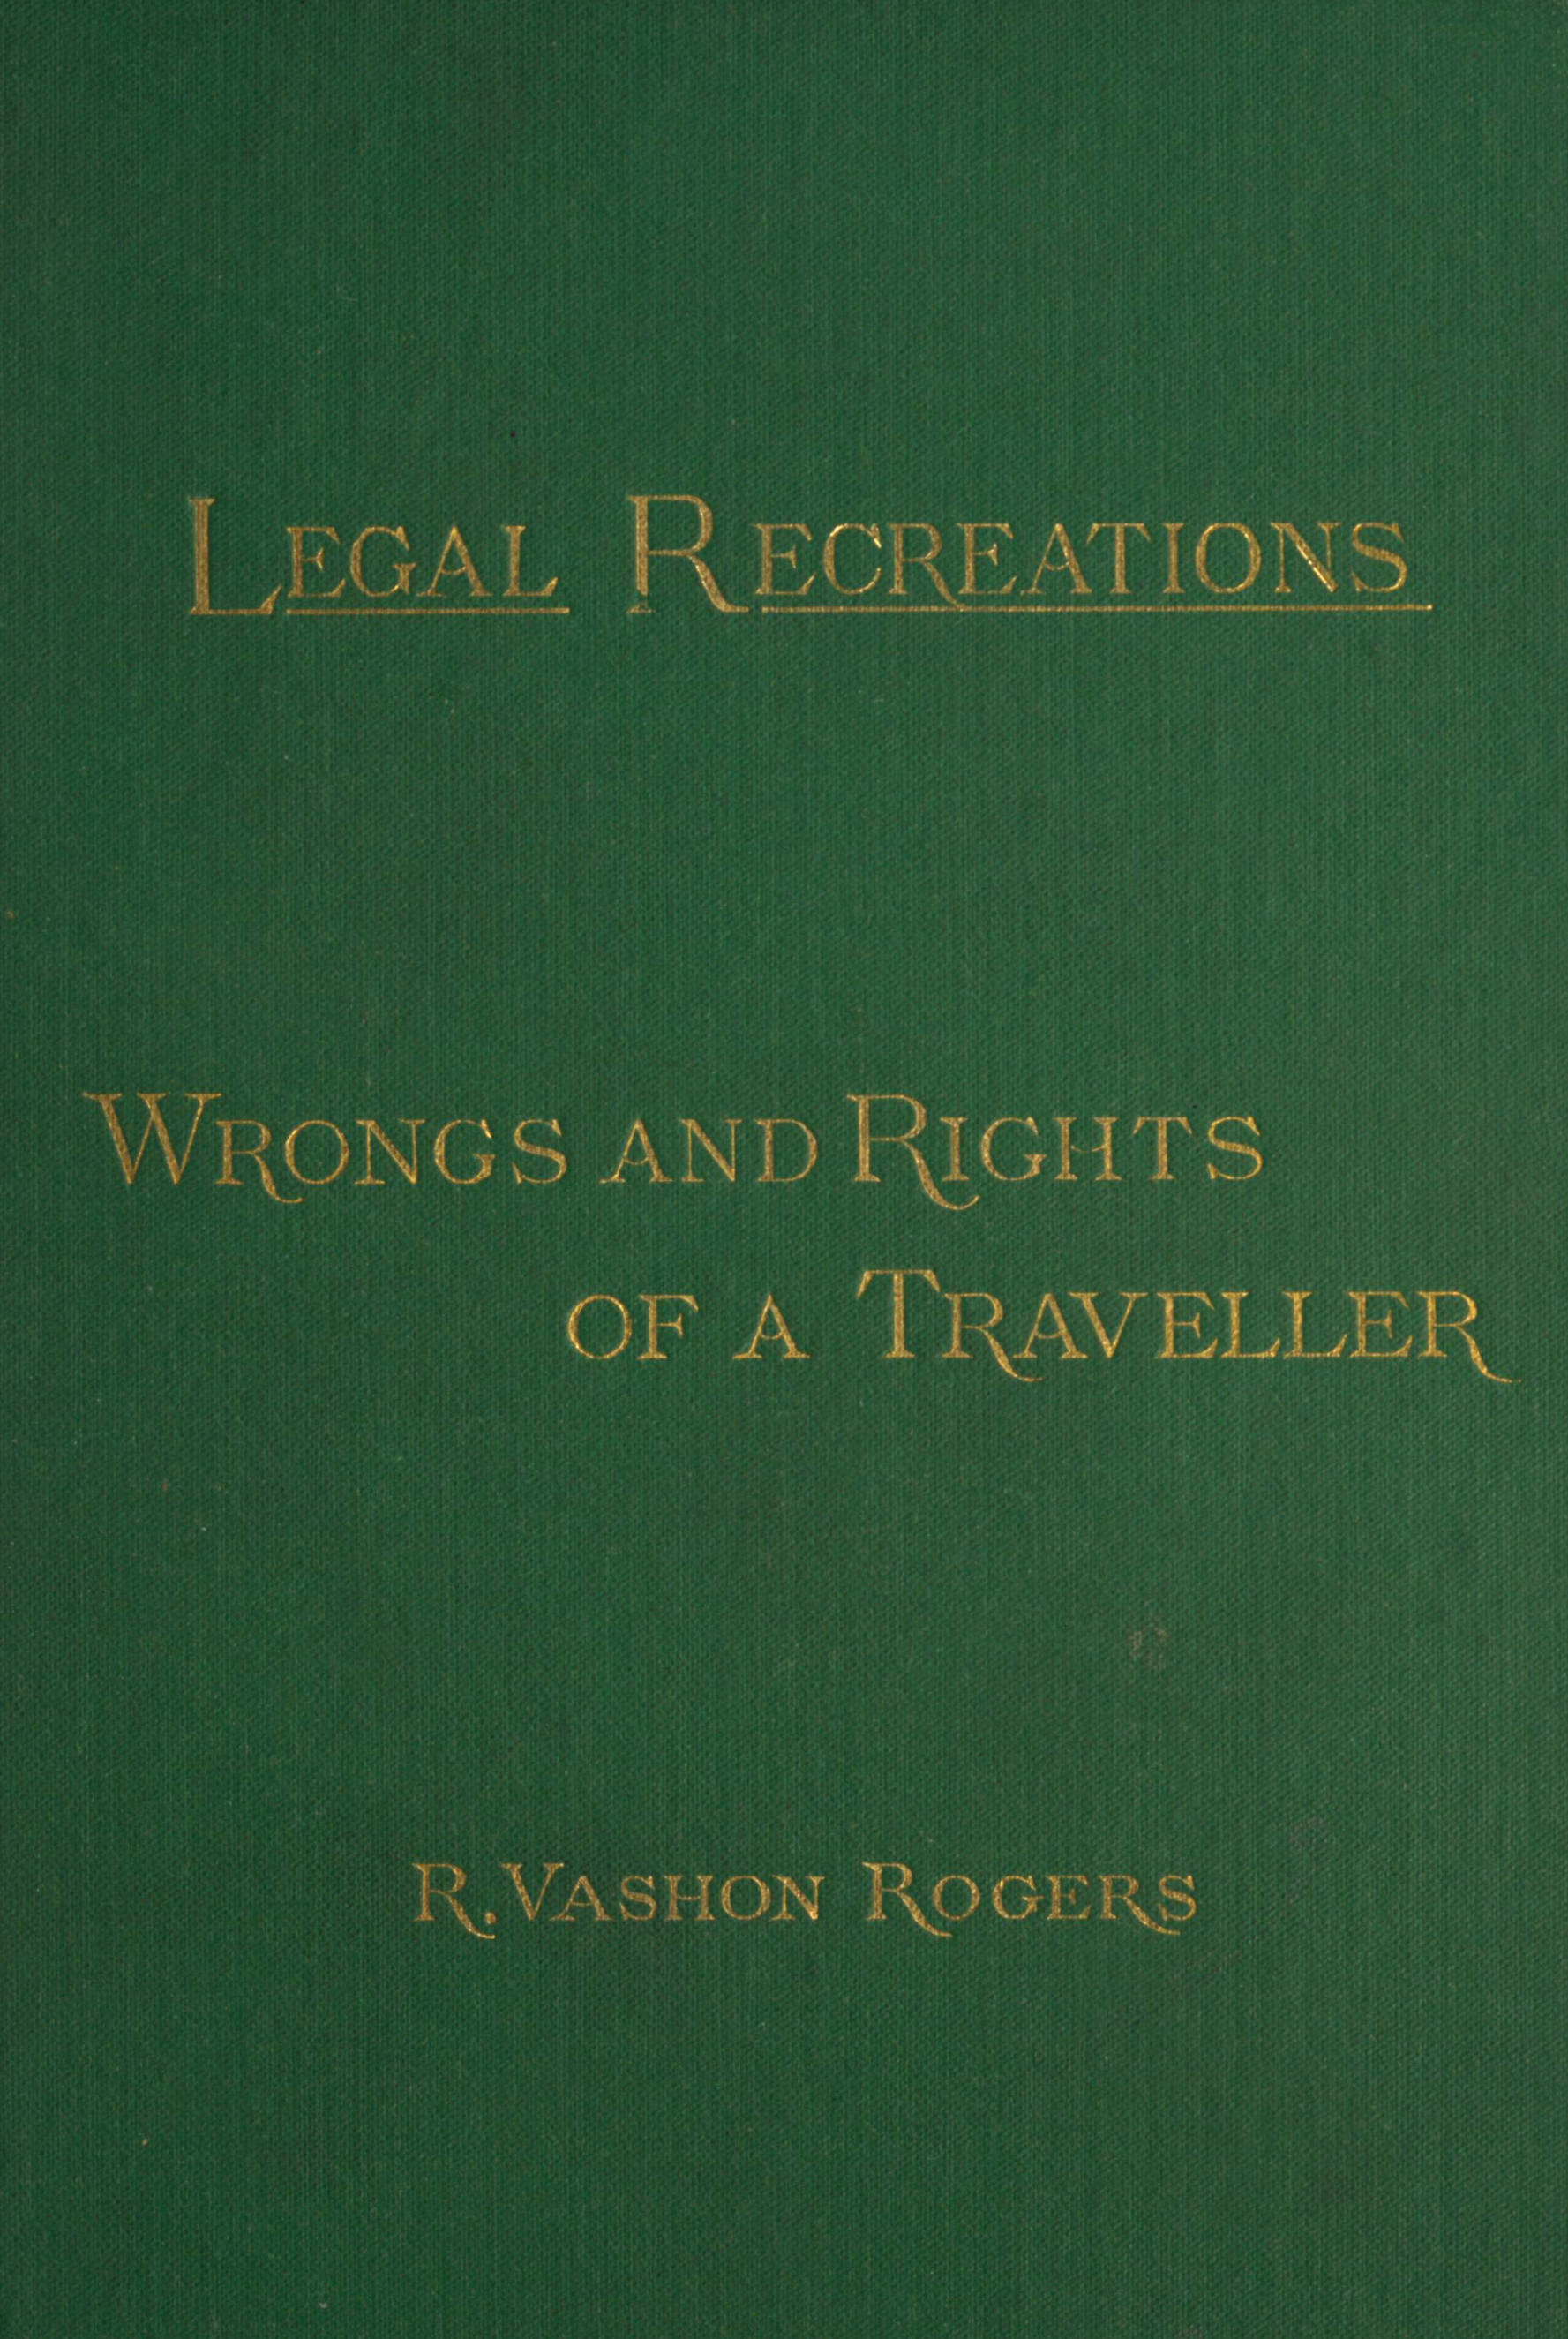 LEGAL RECREATIONS
WRONGS AND RIGHTS
OF A TRAVELLER
R. VASHON ROGERS